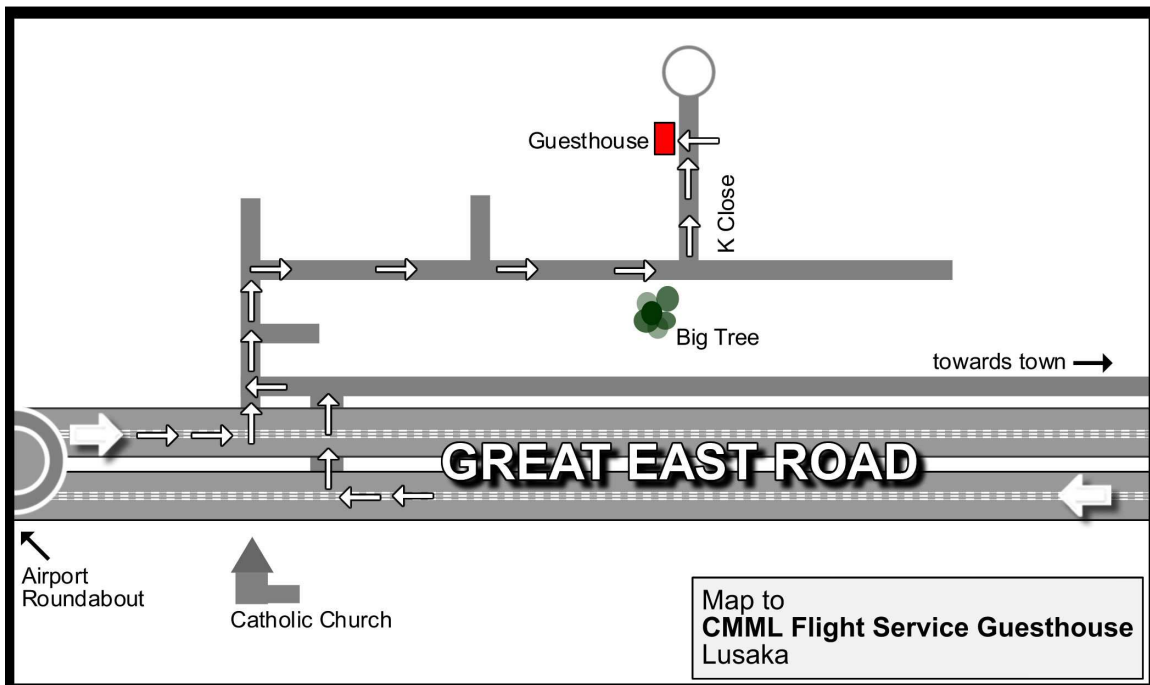 Guesthouse
K Close
Big Tree
towards town
GREAT EAST ROAD
Airport
Roundabout
Catholic Church
Map to
CMML Flight Service Guesthouse
Lusaka